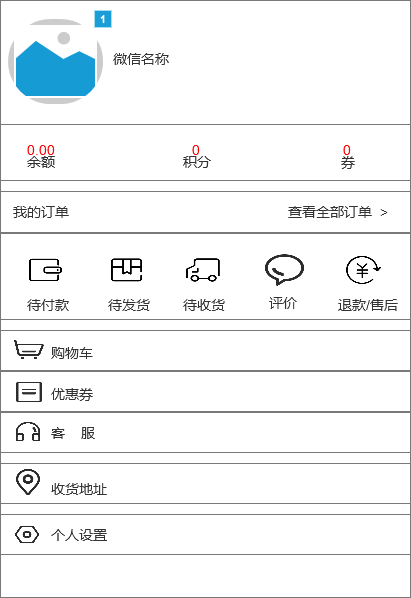 1
微信名称
0.00 0 0
余额 积分 券
我的订单 查看全部订单 >
待付款 待发货 待收货 评价 退款/售后
购物车
优惠券
客 服
收货地址
个人设置